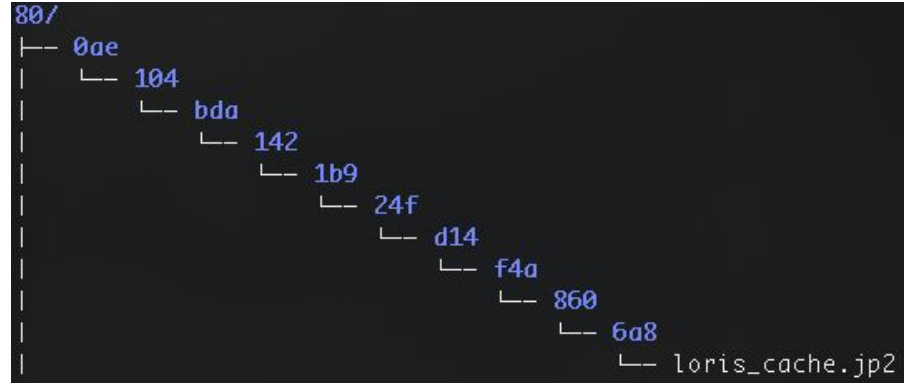 80/
├── 0ae
│   └── 104
│       └── bda
│           └── 142
│               └── 1b9
│                   └── 24f
│                       └── d14
│                           └── f4a
│                               └── 860
│                                   └── 6a8
│                                       └── loris_cache.jp2